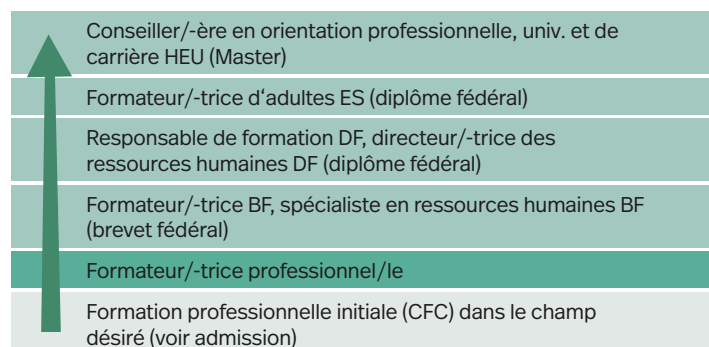 Conseiller/-ère en orientation professionnelle, univ. et de
carrière HEU (Master)
Formateur/-trice d‘adultes ES (diplôme fédéral)
Responsable de formation DF, directeur/-trice des
ressources humaines DF (diplôme fédéral)
Formateur/-trice BF, spécialiste en ressources humaines BF
(brevet fédéral)
Formateur/-trice professionnel/le
Formation professionnelle initiale (CFC) dans le champ
désiré (voir admission)